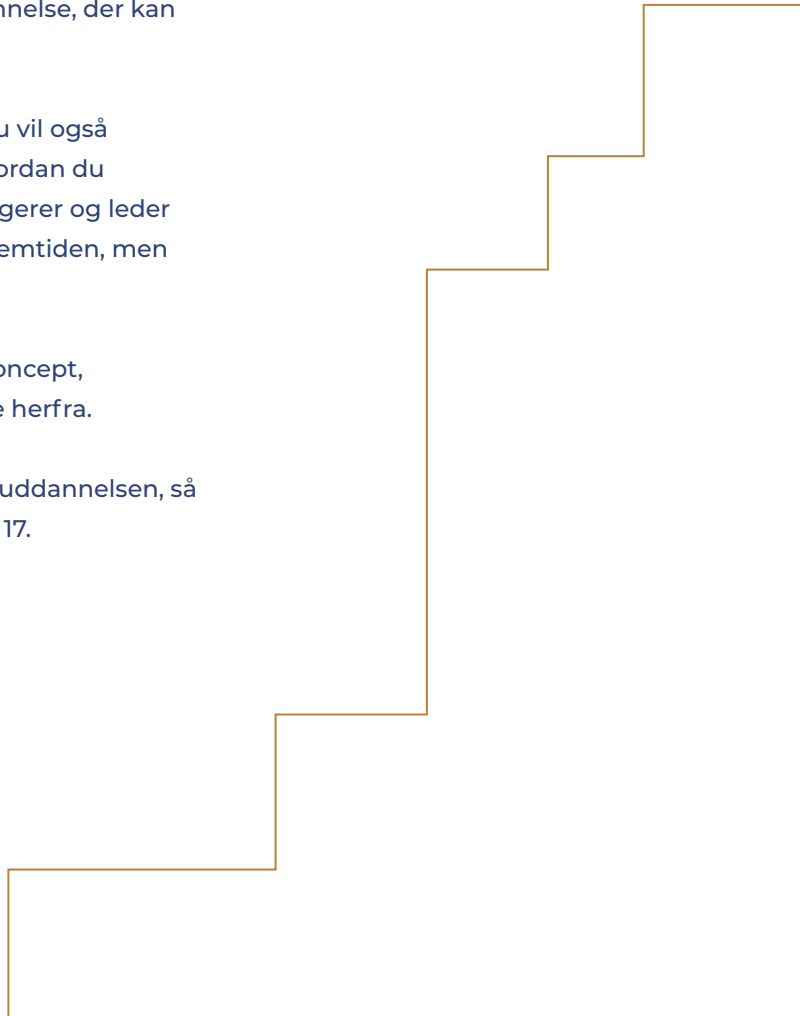 nnelse, der kan
u vil også
ordan du
gerer og leder
emtiden, men
oncept,
e herfra.
uddannelsen, så
17.